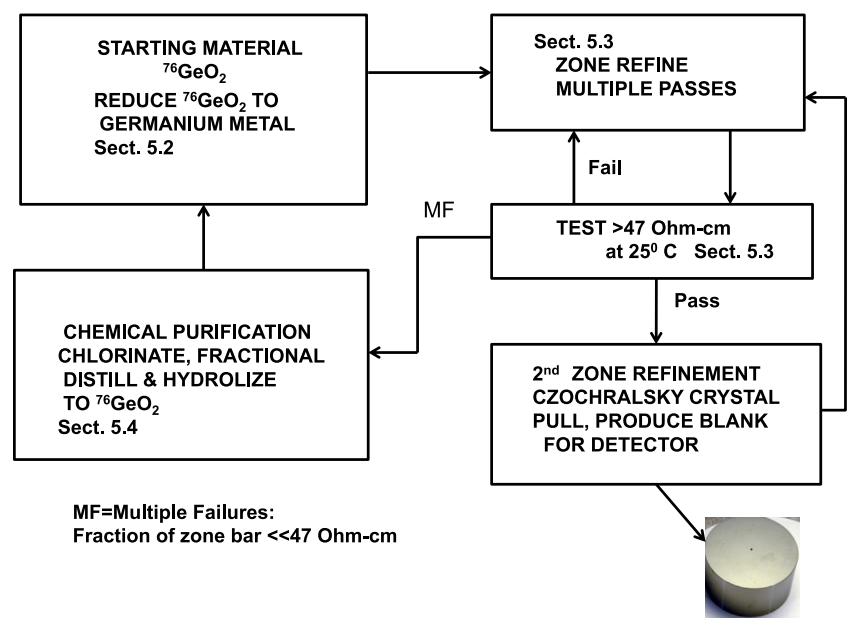 STARTING MATERIAL
⁷⁶GeO₂
REDUCE ⁷⁶GeO₂ TO
GERMANIUM METAL
Sect. 5.2
Sect. 5.3
ZONE REFINE
MULTIPLE PASSES
Fail
MF
TEST >47 Ohm-cm
at 25⁰ C Sect. 5.3
Pass
CHEMICAL PURIFICATION
CHLORINATE, FRACTIONAL
DISTILL & HYDROLIZE
TO ⁷⁶GeO₂
Sect. 5.4
2ⁿᵈ ZONE REFINEMENT
CZOCHRALSKY CRYSTAL
PULL, PRODUCE BLANK
FOR DETECTOR
MF=Multiple Failures:
Fraction of zone bar <<47 Ohm-cm